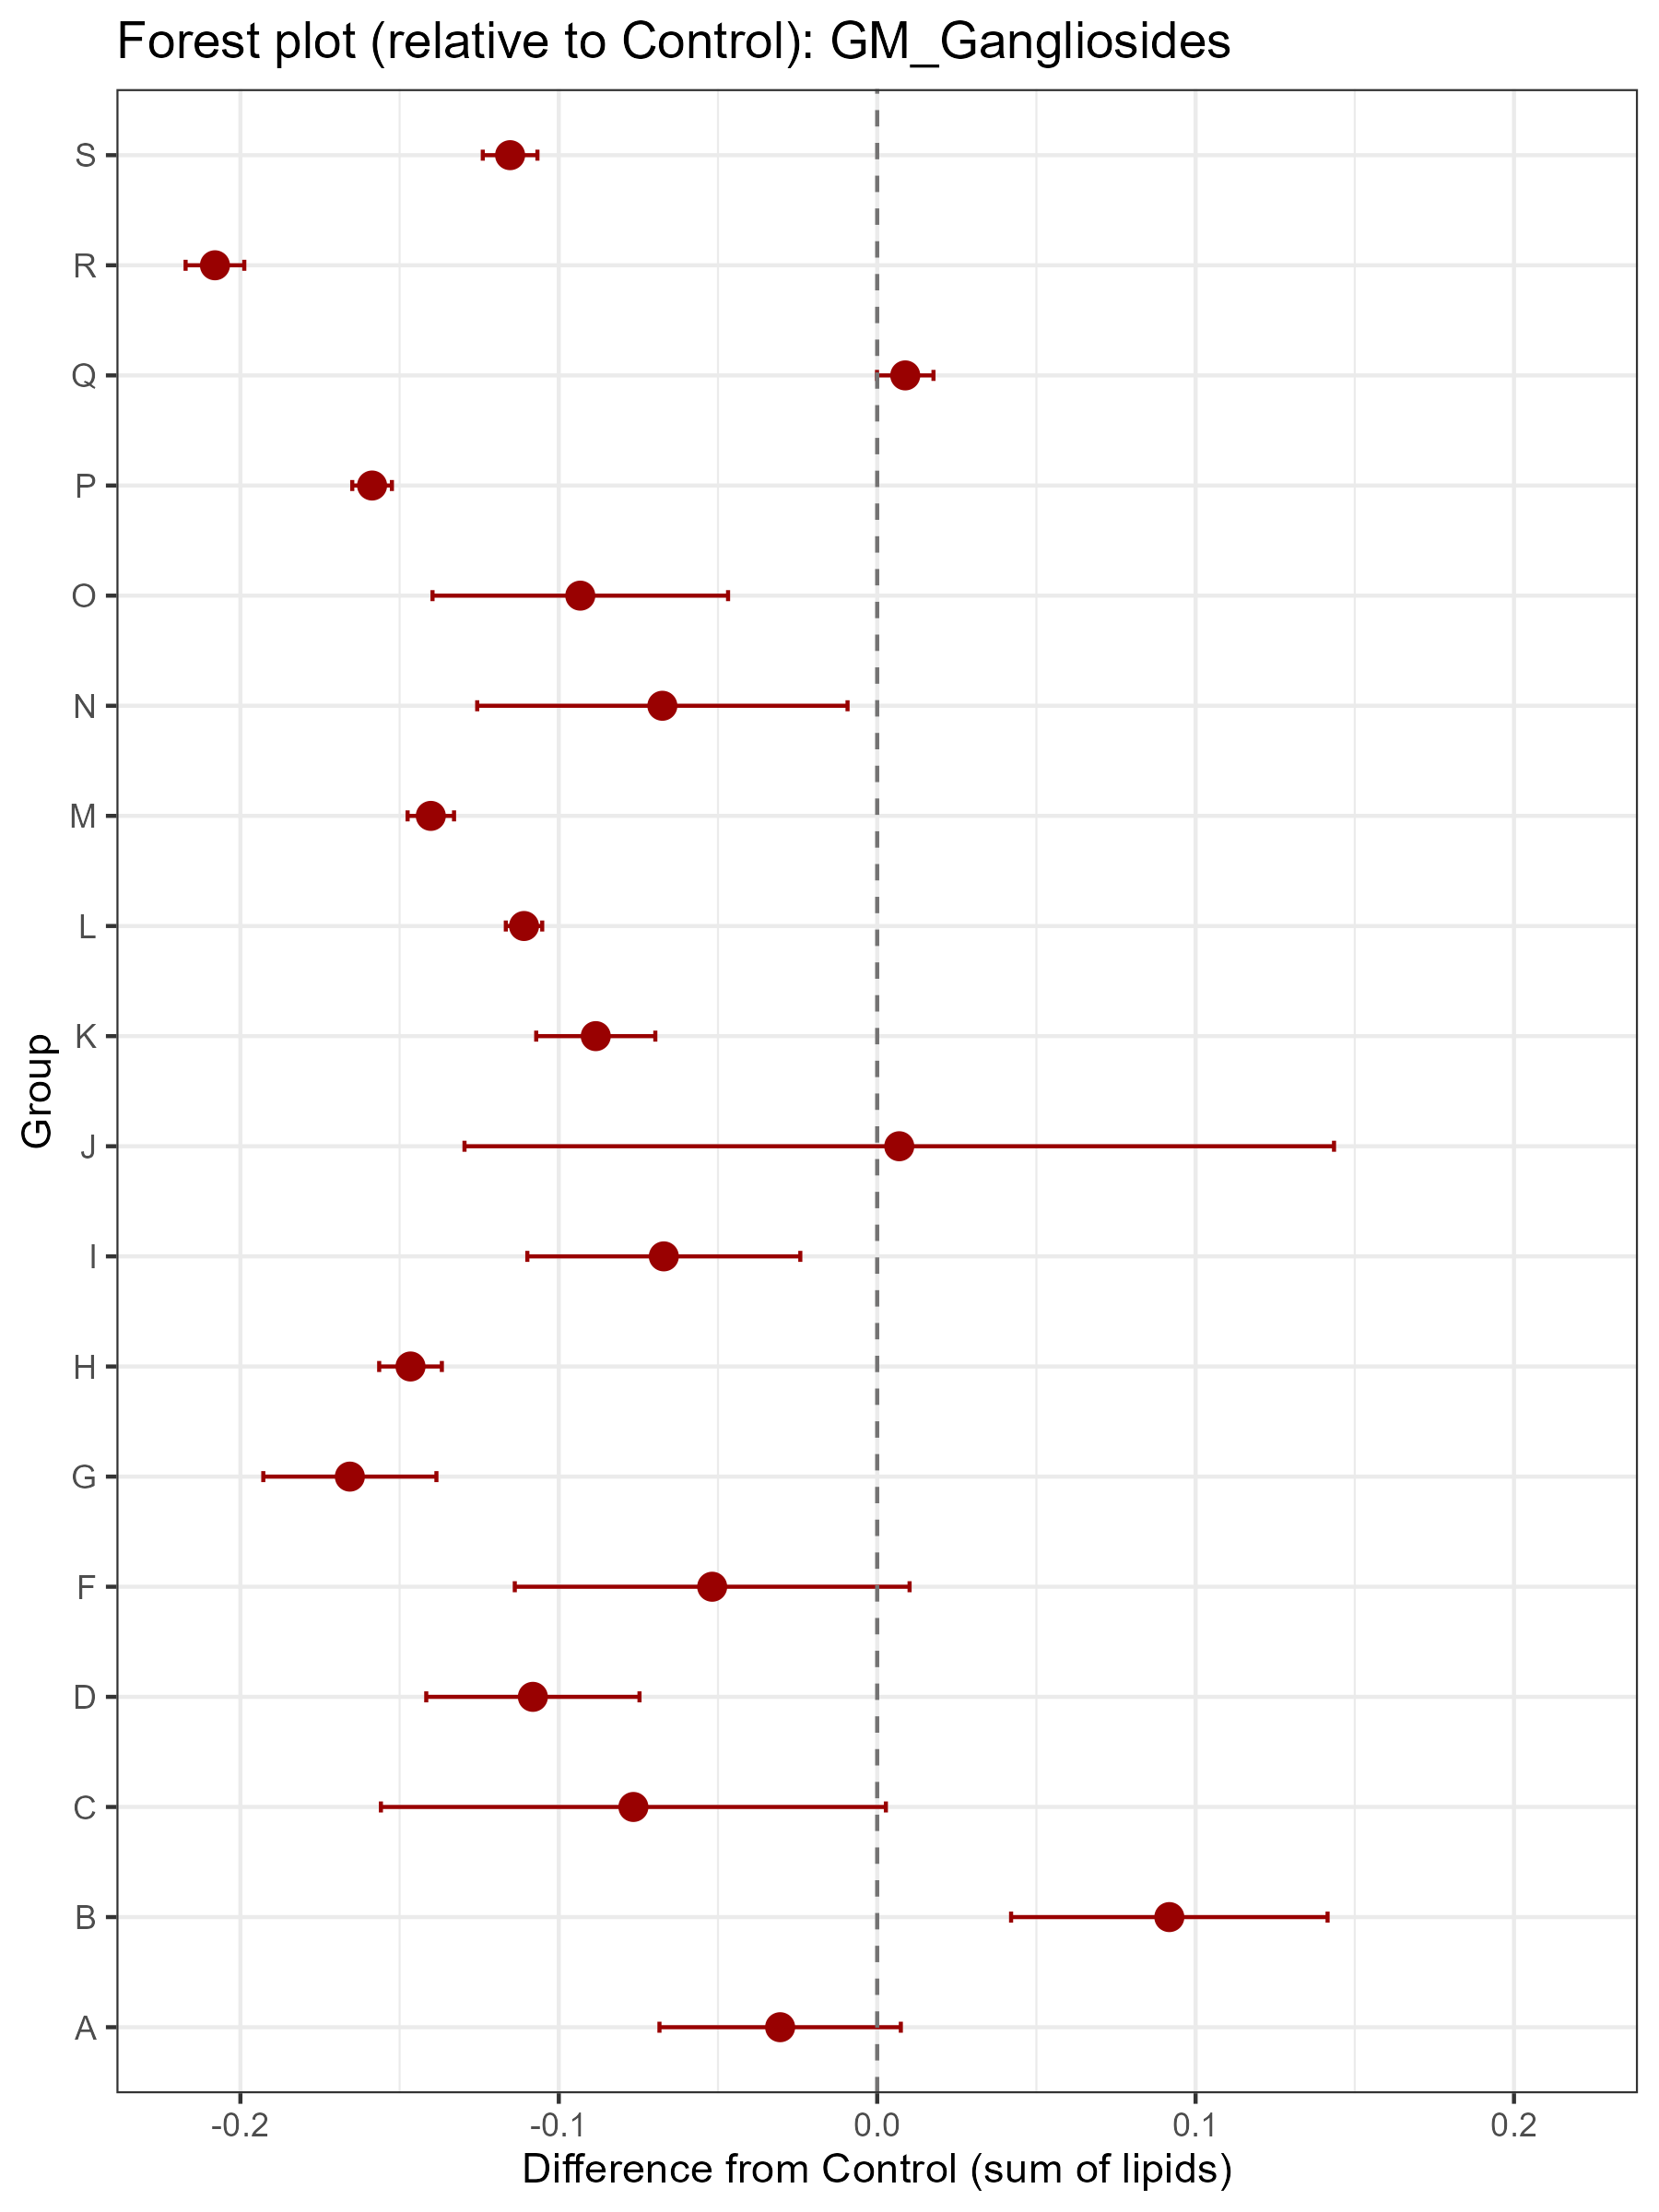 Forest plot (relative to Control): GM_Gangliosides
S
R
Q
P
O
N
M
L
K
J
I
H
G
F
D
C
B
A
Group
-0.2 -0.1 0.0 0.1 0.2
Difference from Control (sum of lipids)